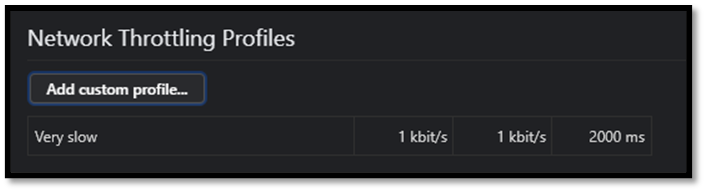 Network Throttling Profiles
Add custom profile...
Very slow 1 kbit/s 1 kbit/s 2000 ms